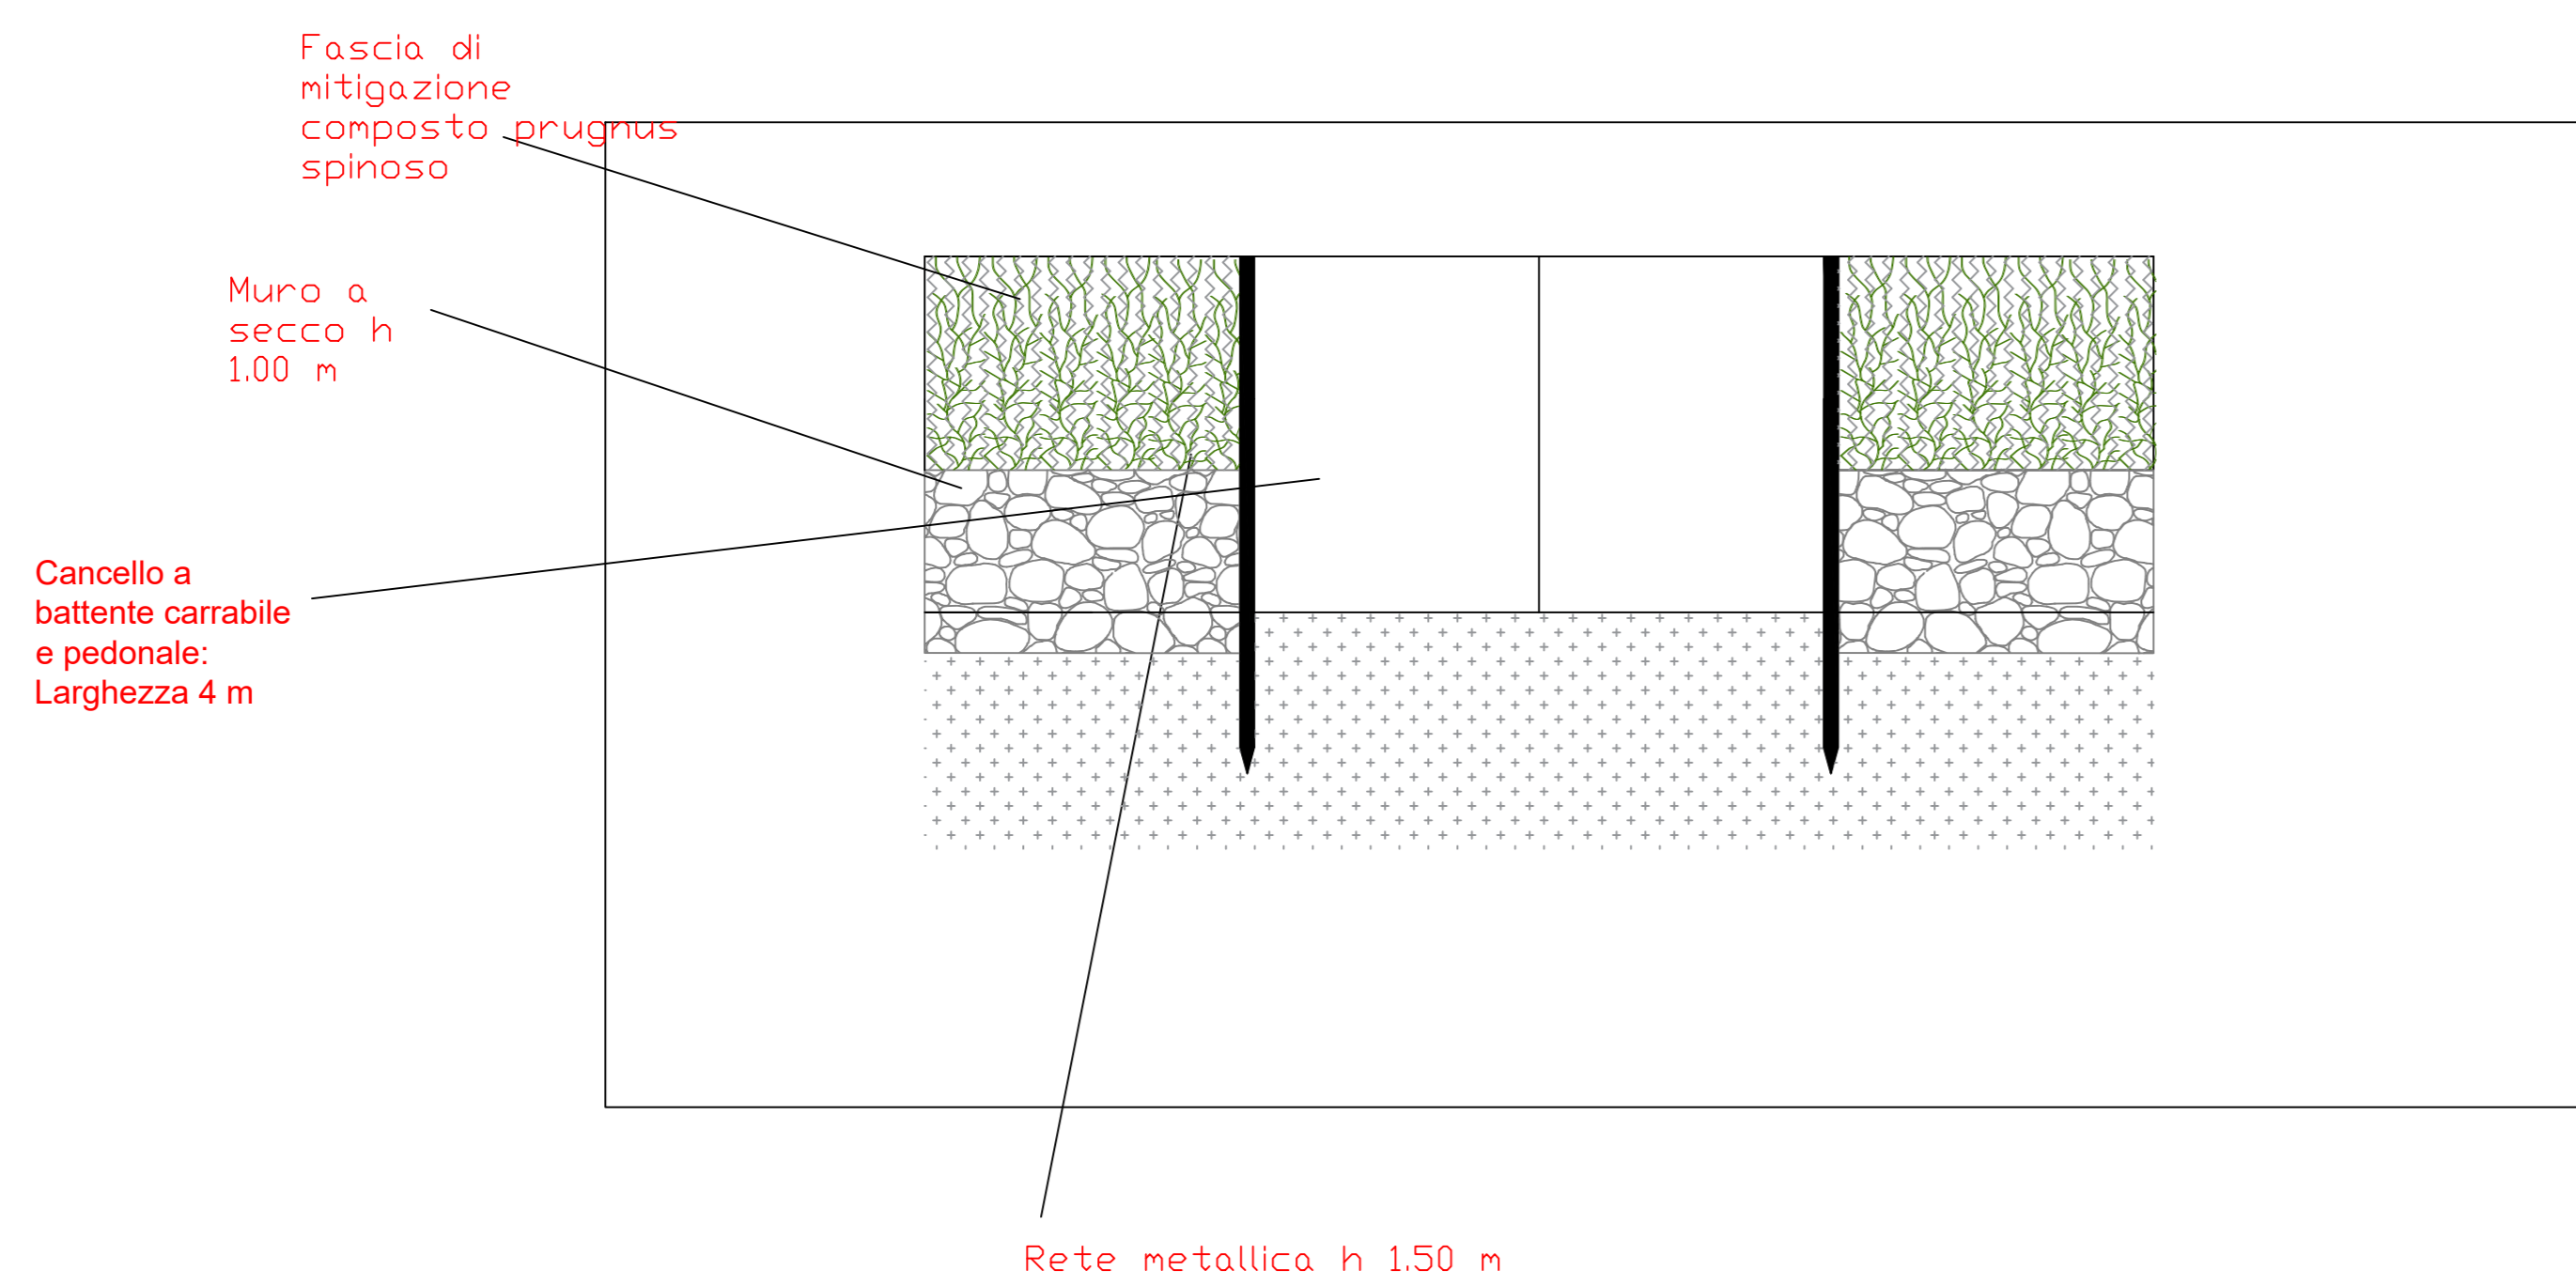 Fascia di
mitigazione
composto prugnus
spinoso
Muro a
secco h
1.00 m
Cancello a
battente carrabile
e pedonale:
Larghezza 4 m
Rete metallica h 1.50 m